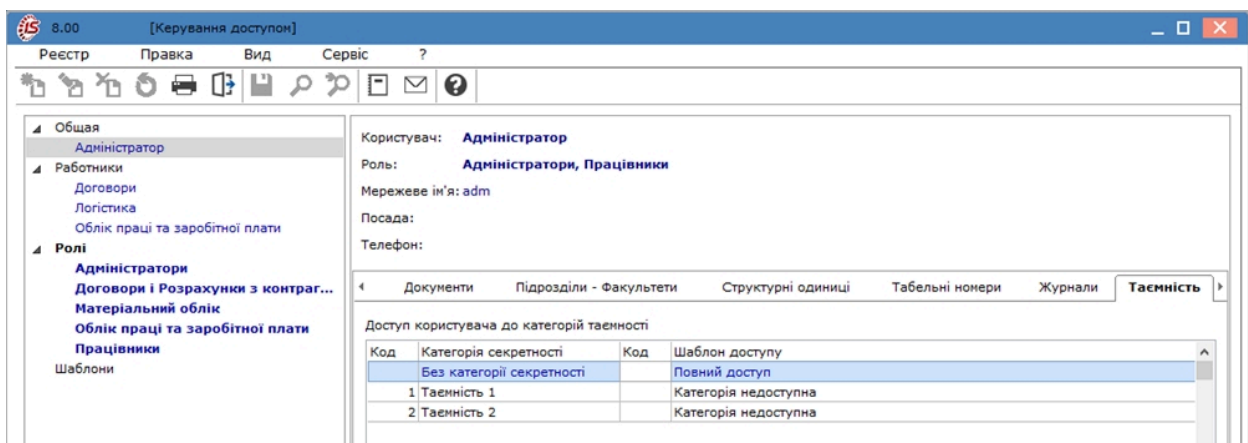 IS 8.00 [Керування доступом]
Реєстр Правка Вид Сервіс ?
Общая
Адміністратор
Работники
Договори
Логістика
Облік праці та заробітної плати
Ролі
Адміністратори
Договори і Розрахунки з контраг...
Матеріальний облік
Облік праці та заробітної плати
Працівники
Шаблони
Користувач: Адміністратор
Роль: Адміністратори, Працівники
Мережеве ім'я: adm
Посада:
Телефон:
Документи Підрозділи - Факультети Структурні одиниці Табельні номери Журнали Таємність
Доступ користувача до категорій таємності
Код Категорія секретності Код Шаблон доступу
Без категорії секретності Повний доступ
1 Таємність 1 Категорія недоступна
2 Таємність 2 Категорія недоступна